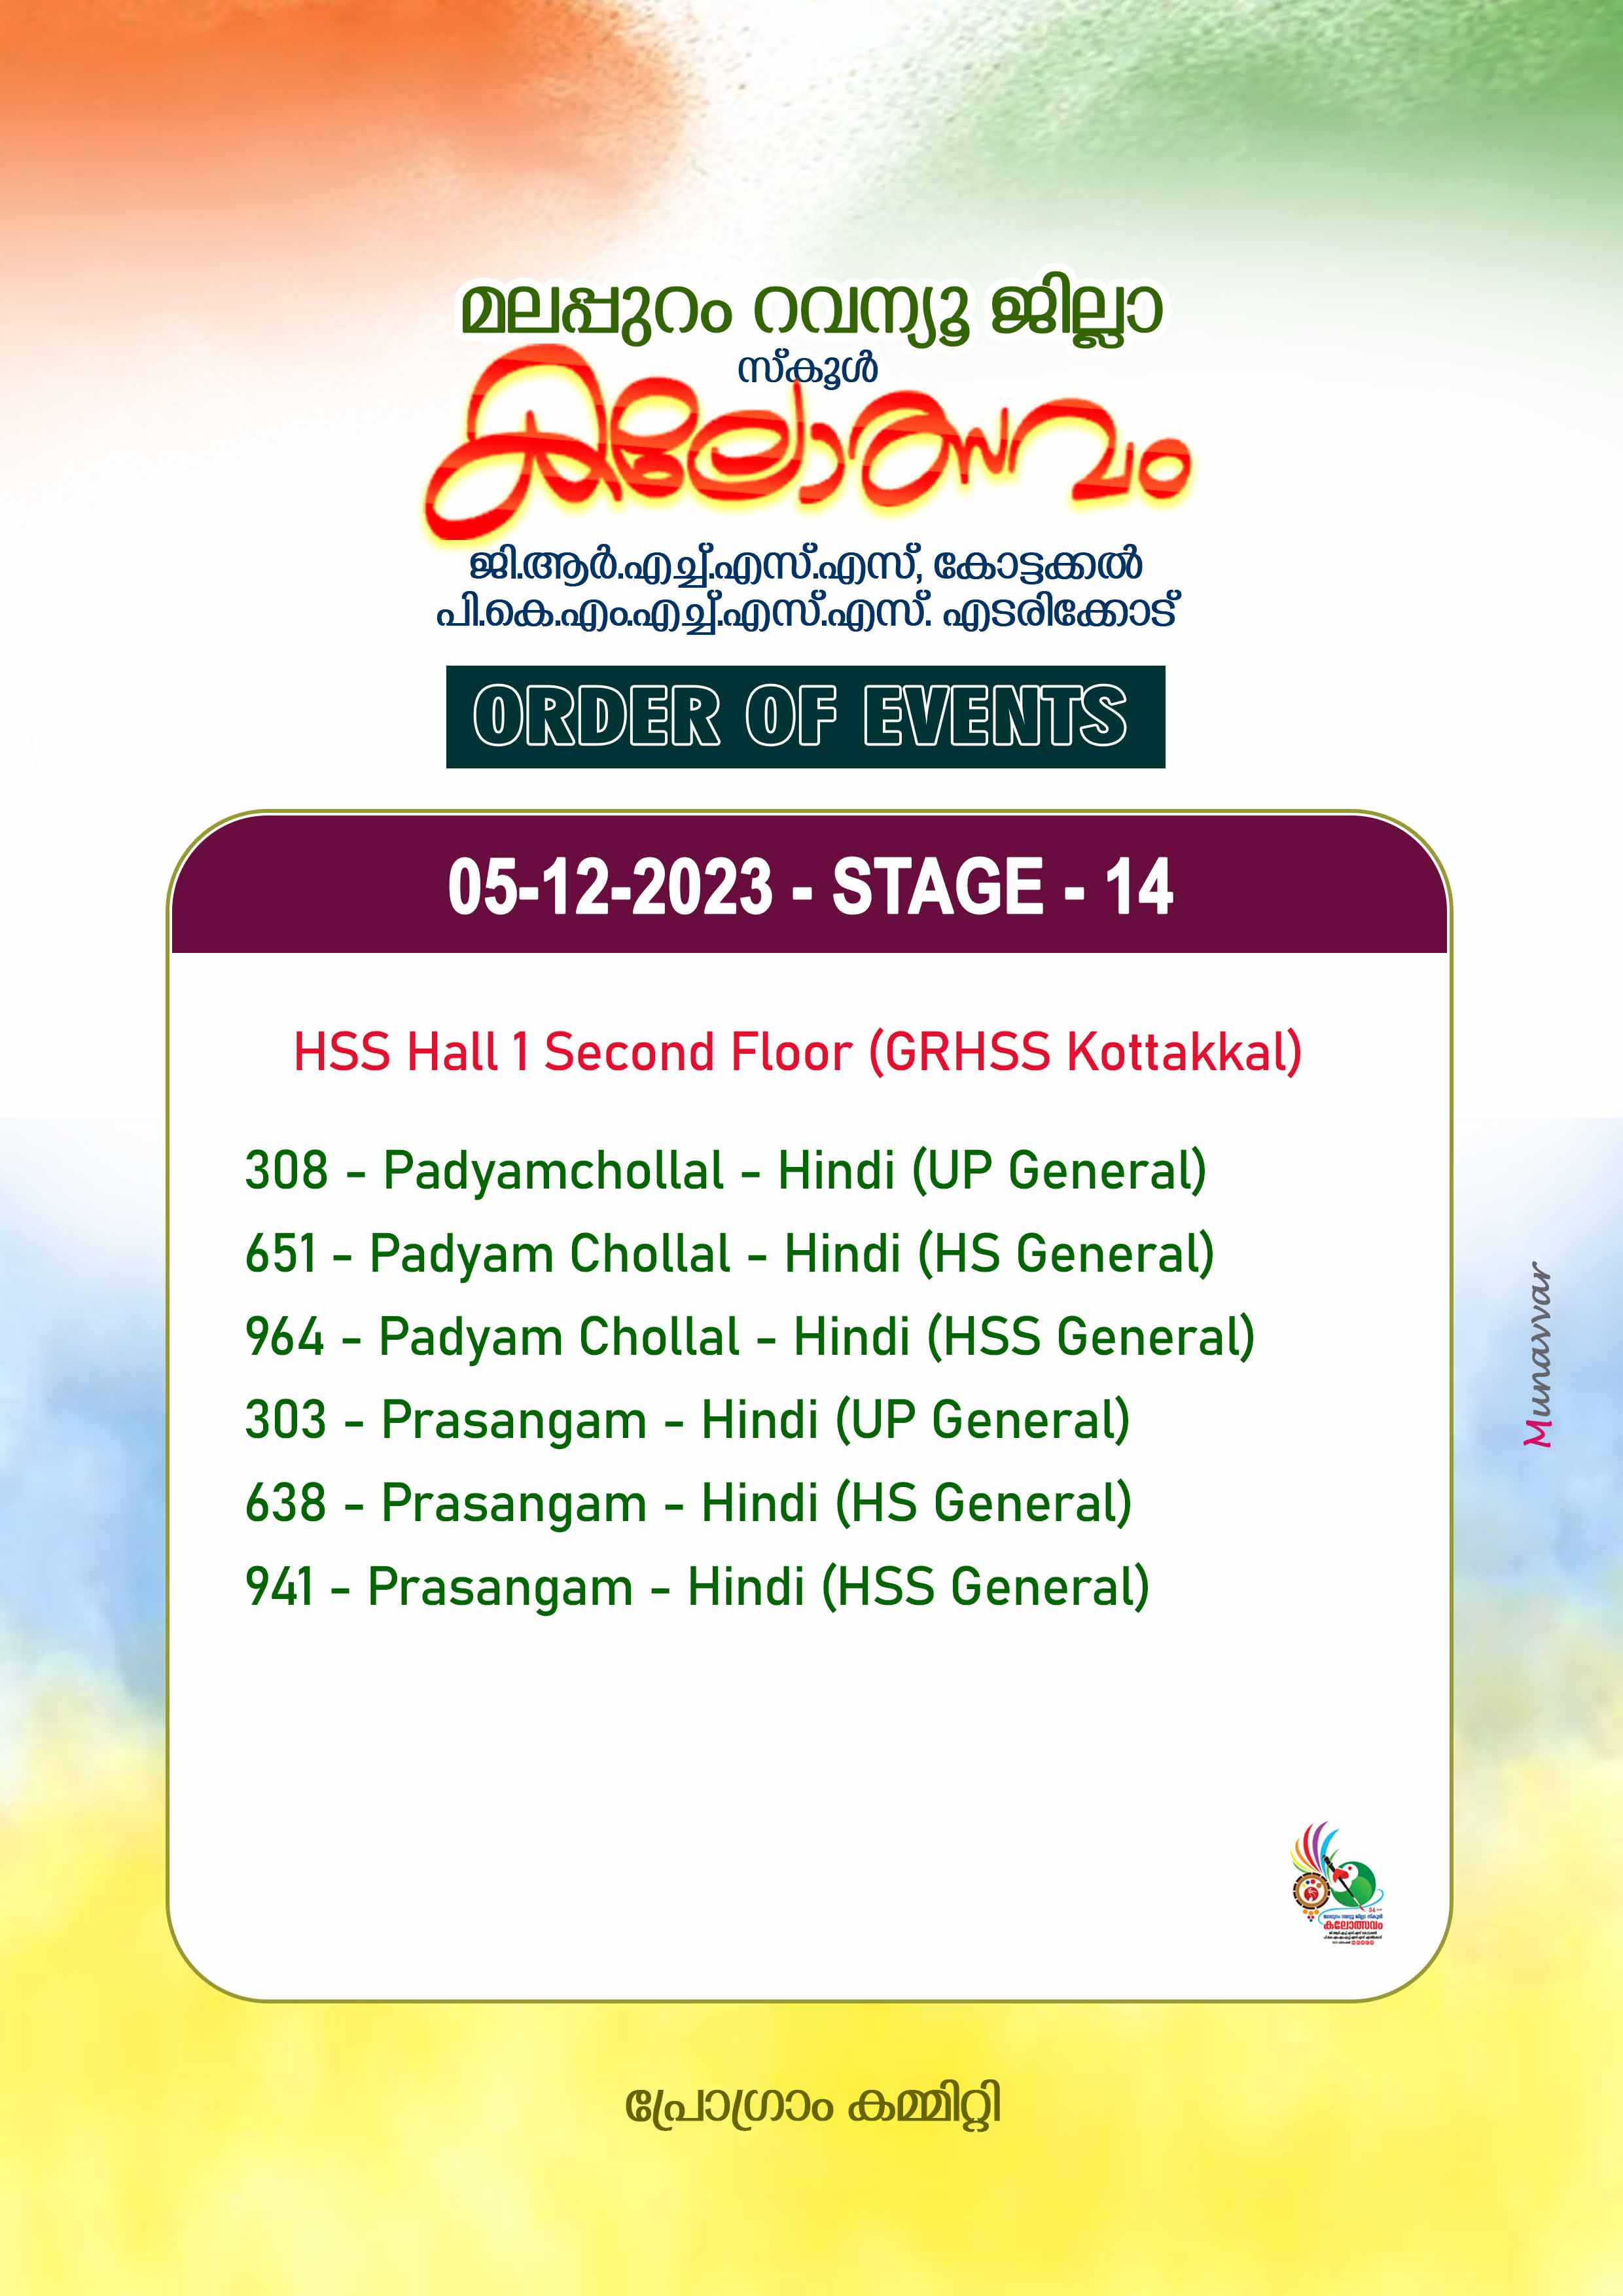 മലപ്പുറം റവന്യൂ ജില്ലാ
സ്കൂൾ
കലോത്സവം
ജി.ആർ.എച്ച്.എസ്.എസ്, കോട്ടക്കൽ
പി.കെ.എം.എച്ച്.എസ്.എസ്. എടരിക്കോട്
ORDER OF EVENTS
05-12-2023 - STAGE - 14
HSS Hall 1 Second Floor (GRHSS Kottakkal)
308 - Padyamchollal - Hindi (UP General)
651 - Padyam Chollal - Hindi (HS General)
964 - Padyam Chollal - Hindi (HSS General)
303 - Prasangam - Hindi (UP General)
638 - Prasangam - Hindi (HS General)
941 - Prasangam - Hindi (HSS General)
Munavvar
കലോത്സവം
പ്രോഗ്രാം കമ്മിറ്റി